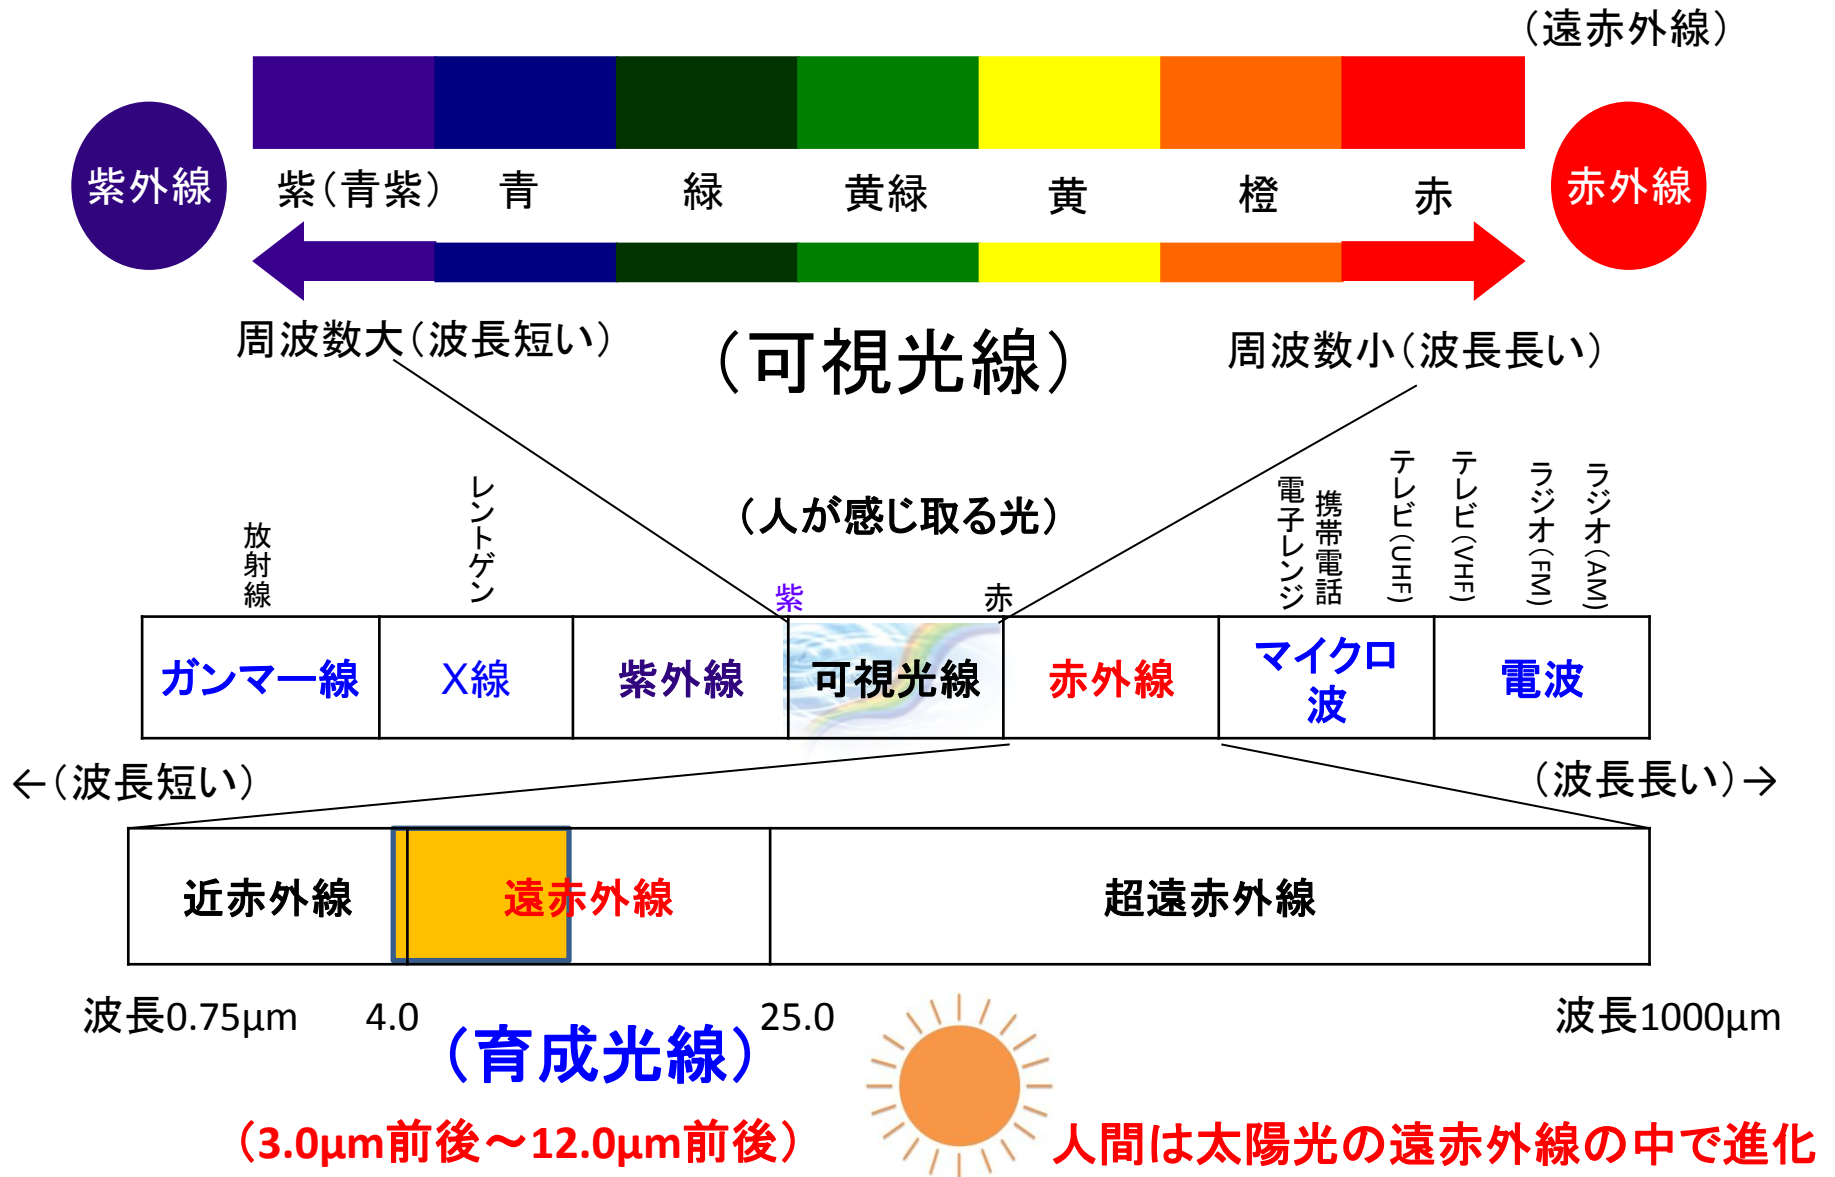 (遠赤外線)
紫外線
紫(青紫)
青
緑
黄緑
黄
橙
赤
赤外線
周波数大(波長短い)
(可視光線)
周波数小(波長長い)
(人が感じ取る光)
放射線
レントゲン
紫
赤
電子レンジ
携帯電話
テレビ(UHF)
テレビ(VHF)
ラジオ(FM)
ラジオ(AM)
ガンマー線
X線
紫外線
可視光線
赤外線
マイクロ
波
電波
←(波長短い)
(波長長い)→
近赤外線
遠赤外線
超遠赤外線
波長0.75μm
4.0
25.0
波長1000μm
(育成光線)
(3.0μm前後～12.0μm前後)
人間は太陽光の遠赤外線の中で進化